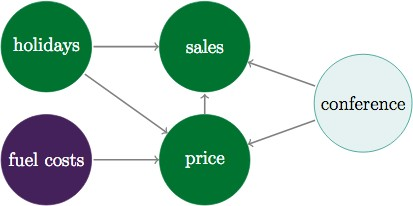 holidays
sales
conference
fuel costs
price